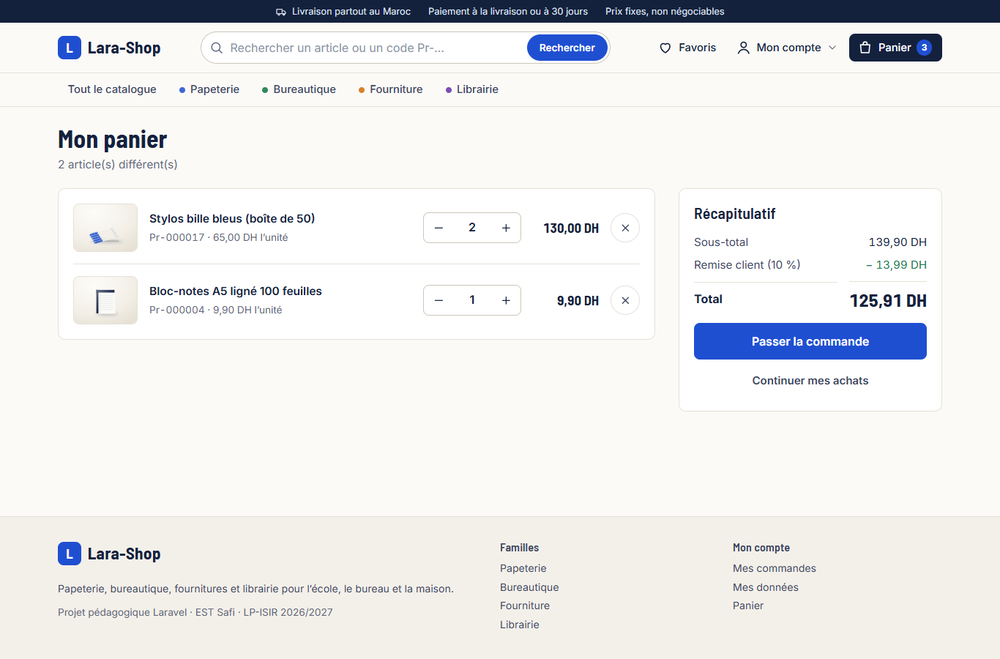 Livraison partout au Maroc Paiement à la livraison ou à 30 jours Prix fixes, non négociables
L Lara-Shop Rechercher un article ou un code Pr-... Rechercher Favoris Mon compte Panier 3
Tout le catalogue Papeterie Bureautique Fourniture Librairie
Mon panier
2 article(s) différent(s)
Stylos bille bleus (boîte de 50)
Pr-000017 · 65,00 DH l'unité
− 2 + 130,00 DH ×
Bloc-notes A5 ligné 100 feuilles
Pr-000004 · 9,90 DH l'unité
− 1 + 9,90 DH ×
Récapitulatif
Sous-total 139,90 DH
Remise client (10 %) − 13,99 DH
Total 125,91 DH
Passer la commande
Continuer mes achats
L Lara-Shop
Papeterie, bureautique, fournitures et librairie pour l'école, le bureau et la maison.
Projet pédagogique Laravel · EST Safi · LP-ISIR 2026/2027
Familles
Papeterie
Bureautique
Fourniture
Librairie
Mon compte
Mes commandes
Mes données
Panier